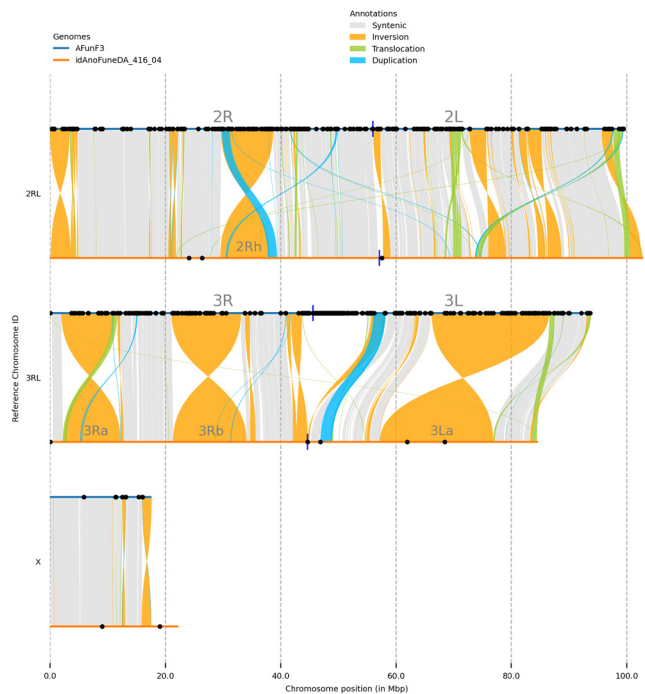 Annotations
Syntenic
Inversion
Translocation
Duplication
Genomes
AFunF3
idAnoFuneDA_416_04
2R 2L
2RL
2Rh
3R 3L
3RL
3Ra 3Rb 3La
X
Reference Chromosome ID
0.0 20.0 40.0 60.0 80.0 100.0
Chromosome position (in Mbp)